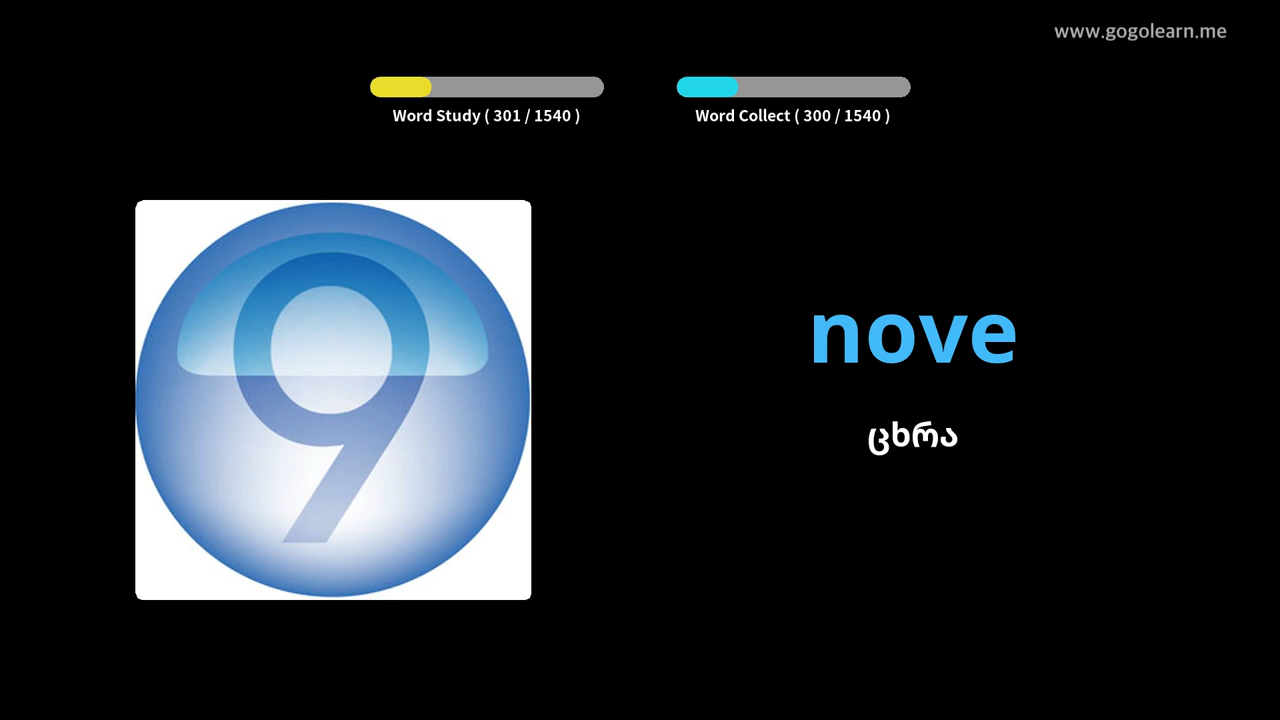 www.gogolearn.me
Word Study ( 301 / 1540 )
Word Collect ( 300 / 1540 )
9
nove
ცხრა